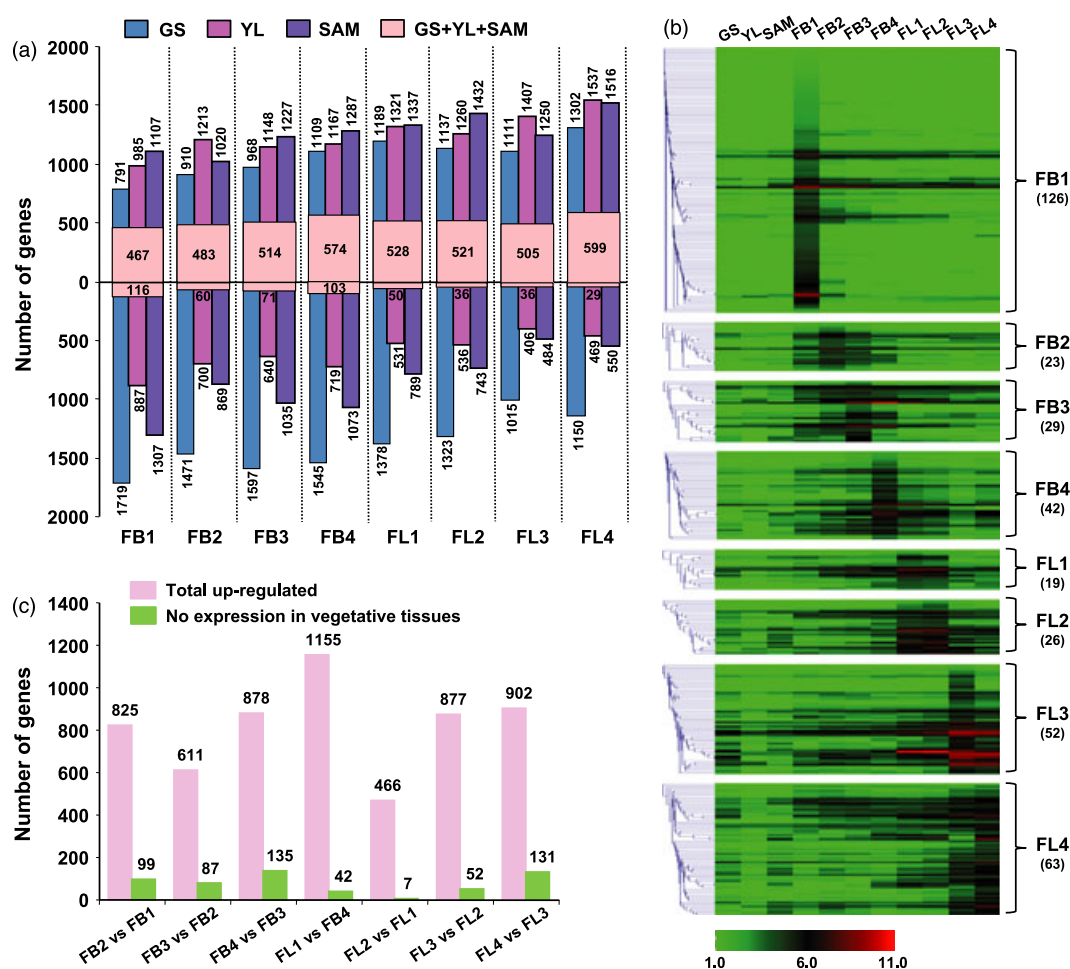 (a)
GS YL SAM GS+YL+SAM
Number of genes
2000
1500
1000
500
0
500
1000
1500
2000
791 985 1107
910 1213 1020
968 1148 1227
1109 1167 1287
1189 1321 1337
1137 1260 1432
1111 1407 1250
1302 1537 1516
467 483 514 574 528 521 505 599
116 60 71 103 50 36 36 29
1719 887 1307
1471 700 869
1597 640 1035
1545 719 1073
1378 531 789
1323 536 743
1015 406 484
1150 469 550
FB1 FB2 FB3 FB4 FL1 FL2 FL3 FL4
(b)
GS YL SAM FB1 FB2 FB3 FB4 FL1 FL2 FL3 FL4
FB1
(126)
FB2
(23)
FB3
(29)
FB4
(42)
FL1
(19)
FL2
(26)
FL3
(52)
FL4
(63)
1.0 6.0 11.0
(c)
Total up-regulated
No expression in vegetative tissues
Number of genes
1400
1200
1000
800
600
400
200
0
825 99
611 87
878 135
1155 42
466 7
877 52
902 131
FB2 vs FB1
FB3 vs FB2
FB4 vs FB3
FL1 vs FB4
FL2 vs FL1
FL3 vs FL2
FL4 vs FL3